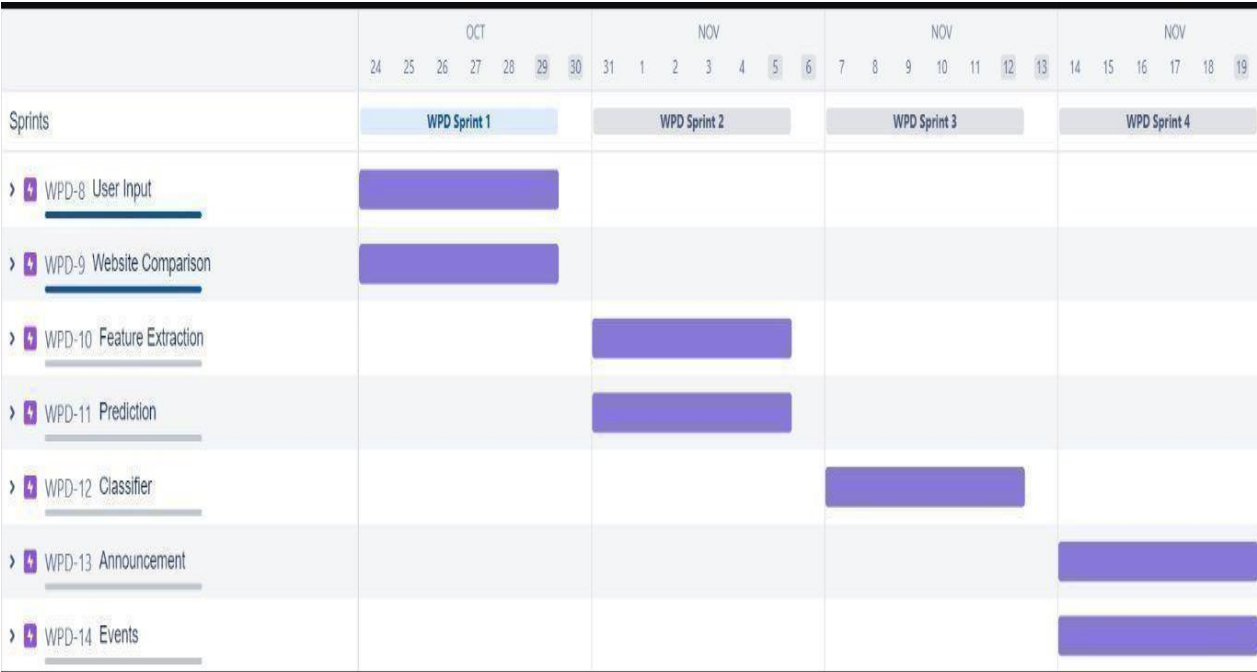 OCT NOV NOV NOV
24 25 26 27 28 29 30 31 1 2 3 4 5 6 7 8 9 10 11 12 13 14 15 16 17 18 19
Sprints WPD Sprint 1 WPD Sprint 2 WPD Sprint 3 WPD Sprint 4
WPD-8 User Input
WPD-9 Website Comparison
WPD-10 Feature Extraction
WPD-11 Prediction
WPD-12 Classifier
WPD-13 Announcement
WPD-14 Events